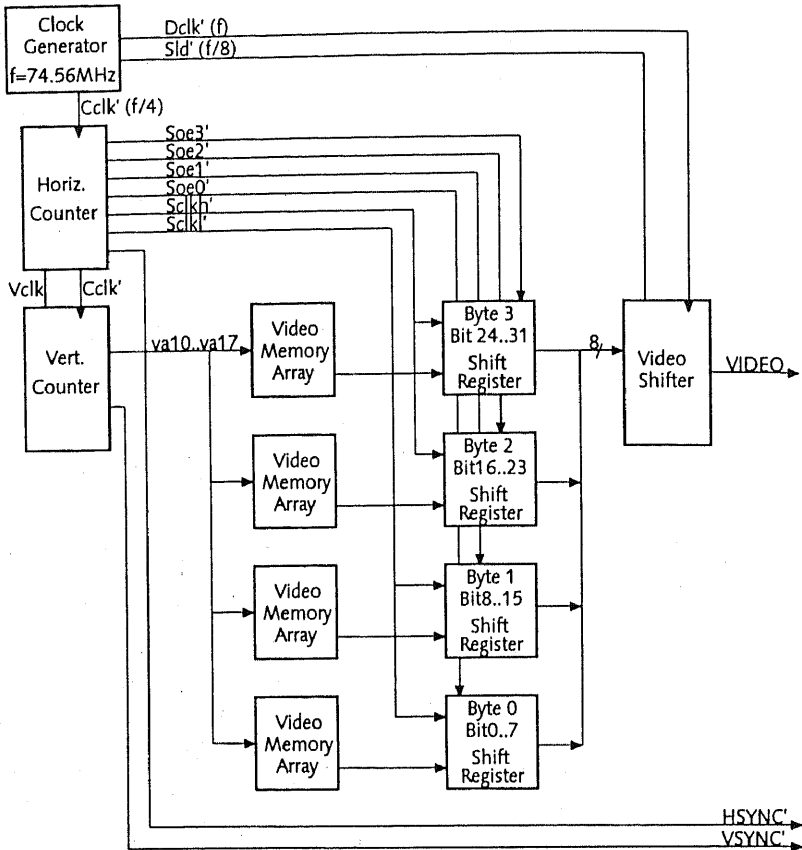 Clock
Generator
f=74.56MHz
Dclk' (f)
Sld' (f/8)
Cclk' (f/4)
Horiz.
Counter
Soe3'
Soe2'
Soe1'
Soe0'
Sclkh'
Sclkl'
Vclk
Cclk'
Vert.
Counter
va10..va17
Video
Memory
Array
Byte 3
Bit 24..31
Shift
Register
8
Video
Shifter
VIDEO
Video
Memory
Array
Byte 2
Bit16..23
Shift
Register
Video
Memory
Array
Byte 1
Bit8..15
Shift
Register
Video
Memory
Array
Byte 0
Bit0..7
Shift
Register
HSYNC'
VSYNC'